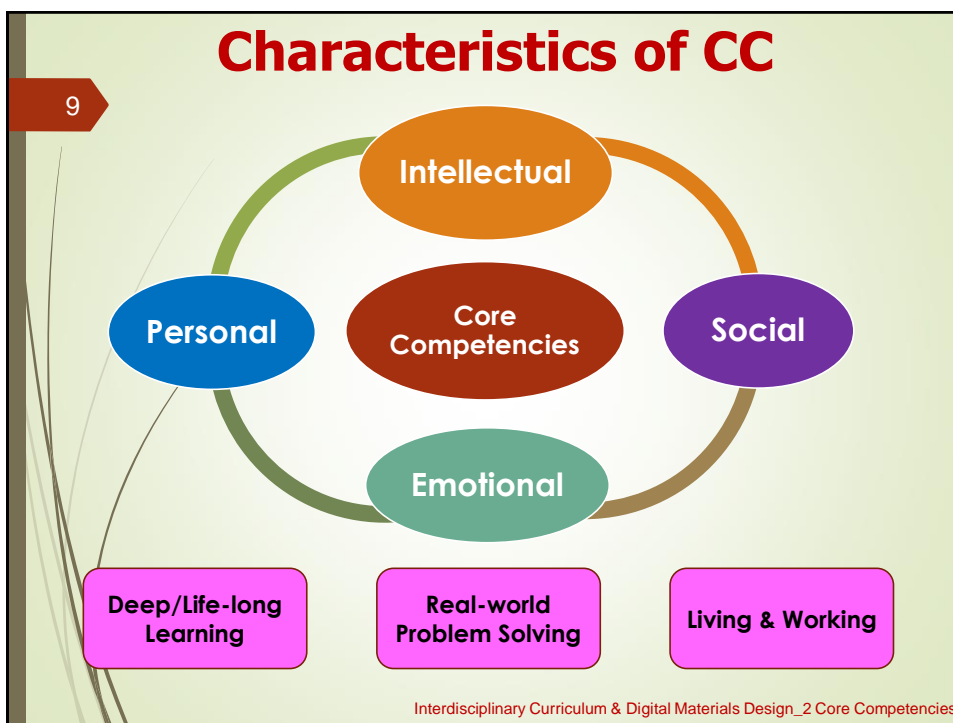 Characteristics of CC
9
Intellectual
Personal
Core
Competencies
Social
Emotional
Deep/Life-long
Learning
Real-world
Problem Solving
Living & Working
Interdisciplinary Curriculum & Digital Materials Design_2 Core Competencies